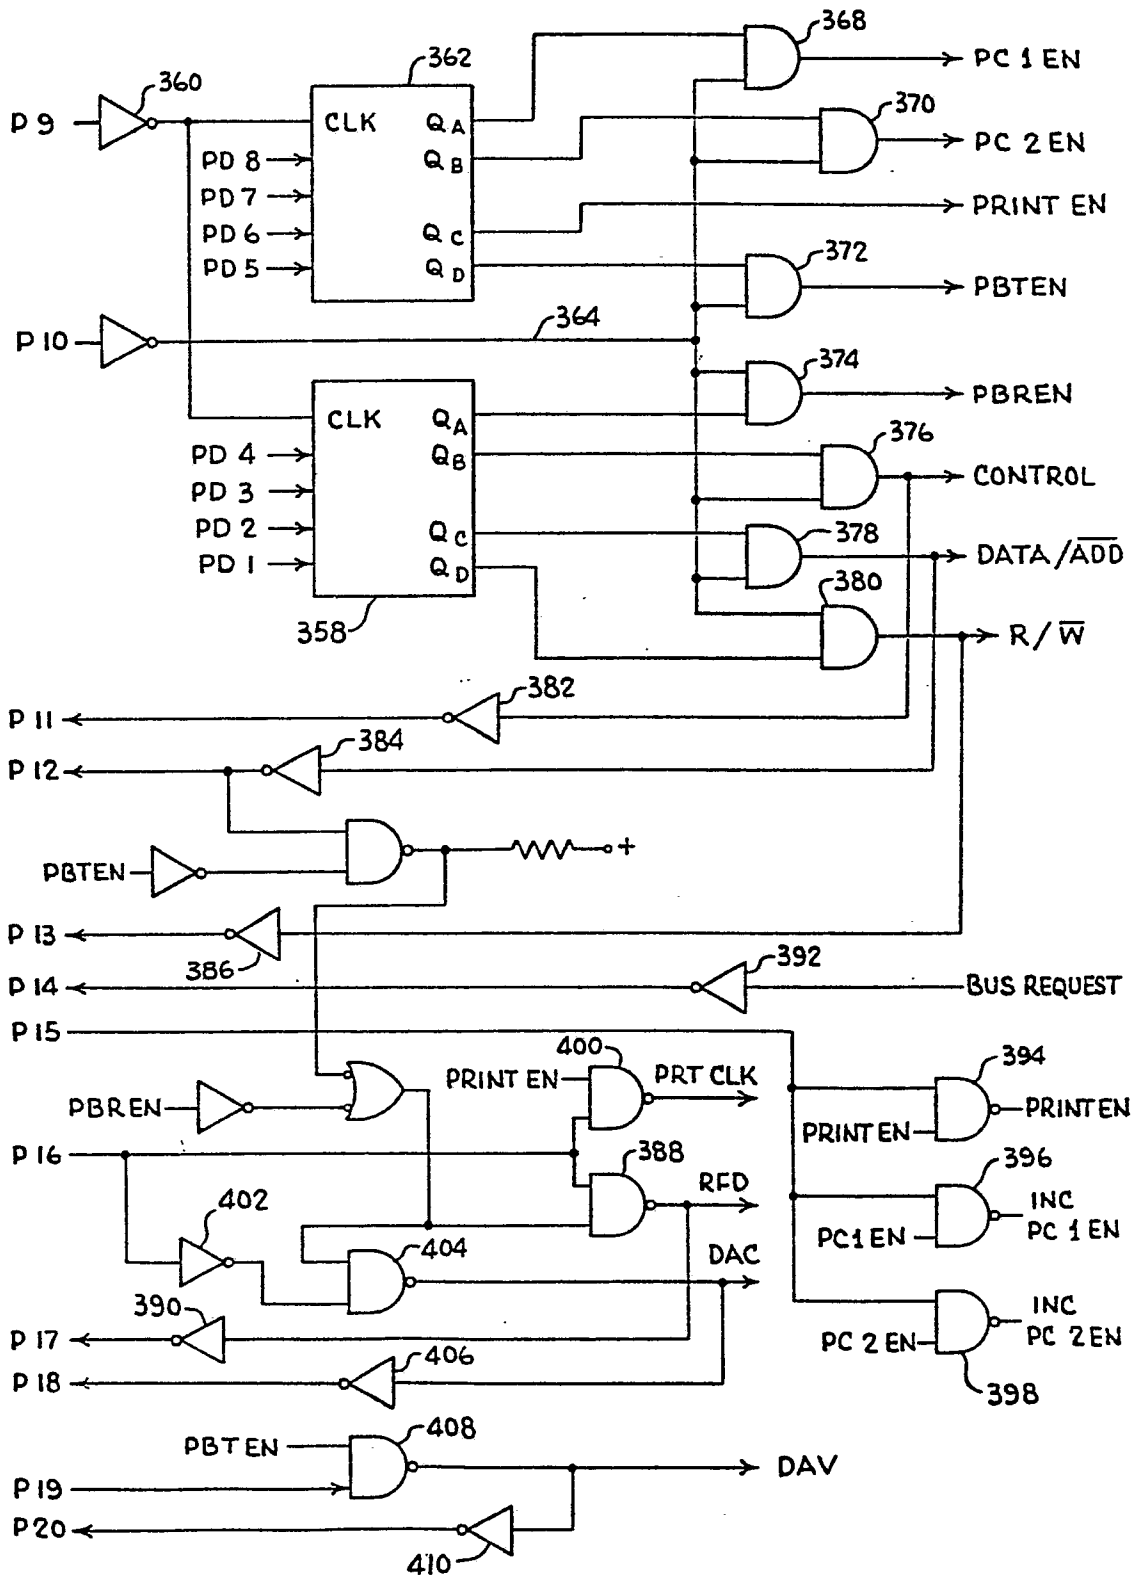 368
PC 1 EN
360
362
P 9
CLK
QA
370
PC 2 EN
PD 8
QB
PD 7
PRINT EN
PD 6
QC
PD 5
QD
372
PBTEN
P 10
364
374
PBREN
CLK
QA
376
PD 4
QB
CONTROL
PD 3
PD 2
QC
378
DATA/A̅D̅D̅
PD 1
QD
380
358
R/W̅
382
P 11
384
P 12
PBTEN
+
P 13
386
392
P 14
BUS REQUEST
P 15
400
PRINT EN
PRT CLK
394
PBREN
PRINTEN
PRINTEN
P 16
388
RFD
396
402
404
INC
PC 1 EN
PC1 EN
DAC
390
P 17
INC
PC 2 EN
PC 2 EN
406
P 18
398
408
PBT EN
DAV
P 19
P 20
410